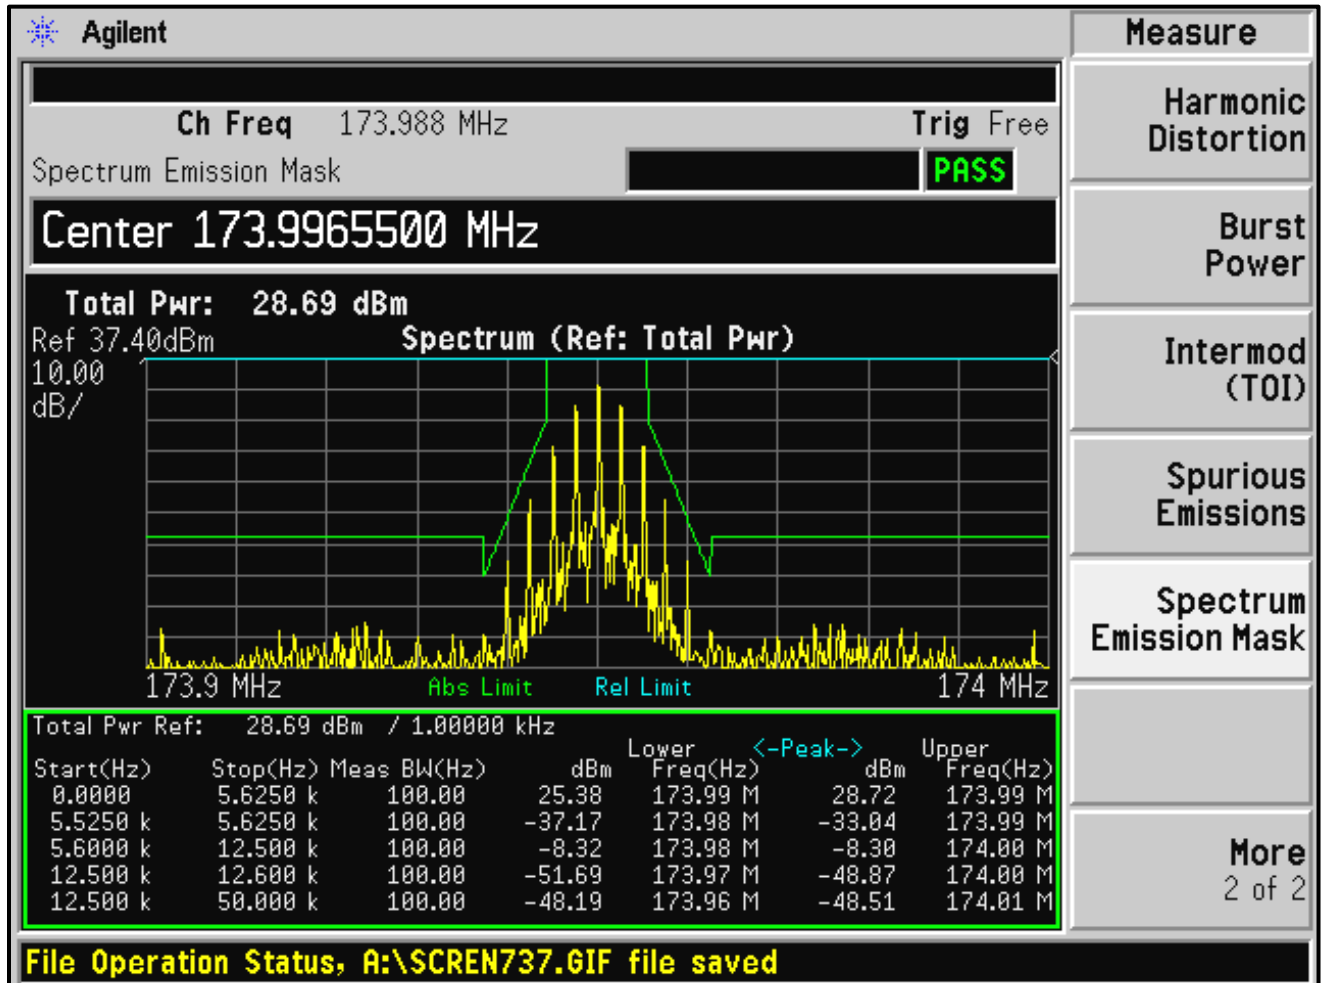 Agilent
Measure
Ch Freq 173.988 MHz Trig Free
Spectrum Emission Mask PASS
Center 173.9965500 MHz
Total Pwr: 28.69 dBm
Ref 37.40dBm Spectrum (Ref: Total Pwr)
10.00
dB/
173.9 MHz Abs Limit Rel Limit 174 MHz
Total Pwr Ref: 28.69 dBm / 1.00000 kHz
Lower <-Peak-> Upper
Start(Hz) Stop(Hz) Meas BW(Hz) dBm Freq(Hz) dBm Freq(Hz)
0.0000 5.6250 k 100.00 25.38 173.99 M 28.72 173.99 M
5.5250 k 5.6250 k 100.00 -37.17 173.98 M -33.04 173.99 M
5.6000 k 12.500 k 100.00 -8.32 173.98 M -8.30 174.00 M
12.500 k 12.600 k 100.00 -51.69 173.97 M -48.87 174.00 M
12.500 k 50.000 k 100.00 -48.19 173.96 M -48.51 174.01 M
Harmonic
Distortion
Burst
Power
Intermod
(TOI)
Spurious
Emissions
Spectrum
Emission Mask
More
2 of 2
File Operation Status, A:\SCREN737.GIF file saved